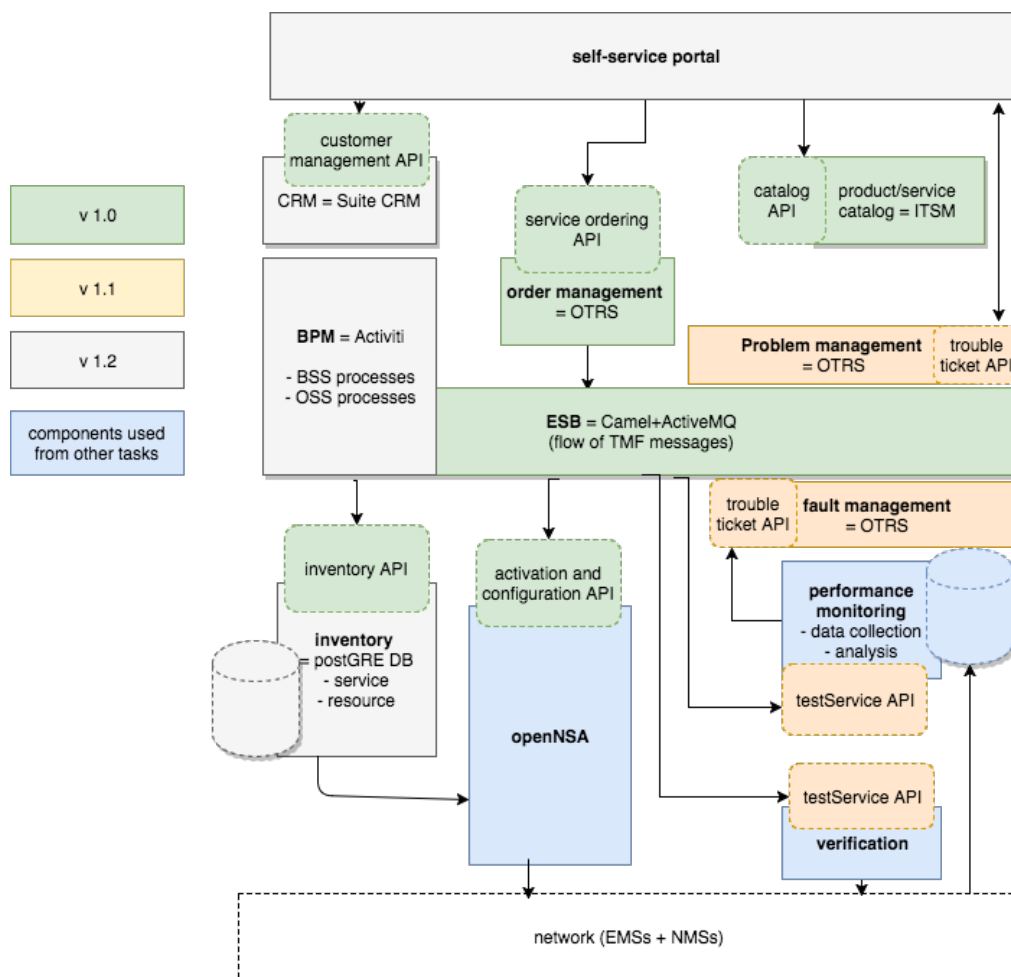 self-service portal
customer
management API
CRM = Suite CRM
service ordering
API
order management
= OTRS
catalog
API
product/service
catalog = ITSM
v 1.0
v 1.1
v 1.2
components used
from other tasks
BPM = Activiti
- BSS processes
- OSS processes
Problem management
= OTRS
trouble
ticket API
ESB = Camel+ActiveMQ
(flow of TMF messages)
trouble
ticket API
fault management
= OTRS
inventory API
activation and
configuration API
performance
monitoring
- data collection
- analysis
inventory
= postGRE DB
- service
- resource
testService API
openNSA
testService API
verification
network (EMSs + NMSs)